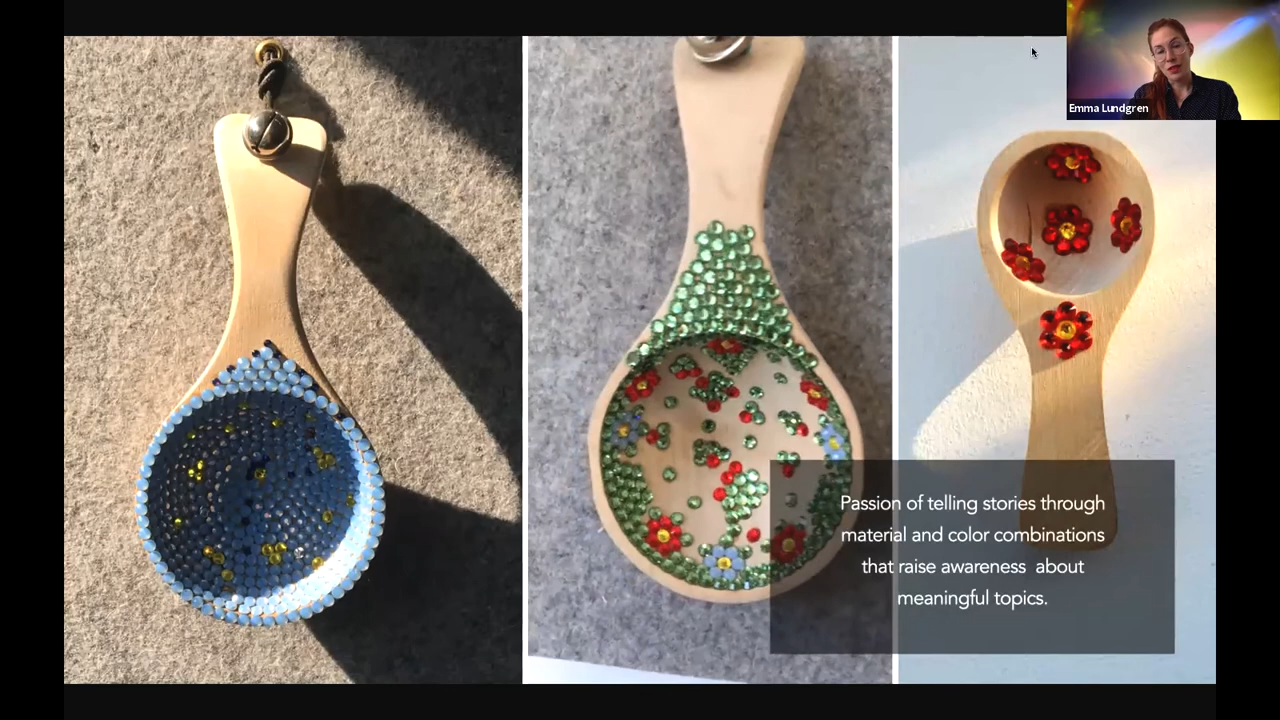 Emma Lundgren
Passion of telling stories through
material and color combinations
that raise awareness about
meaningful topics.